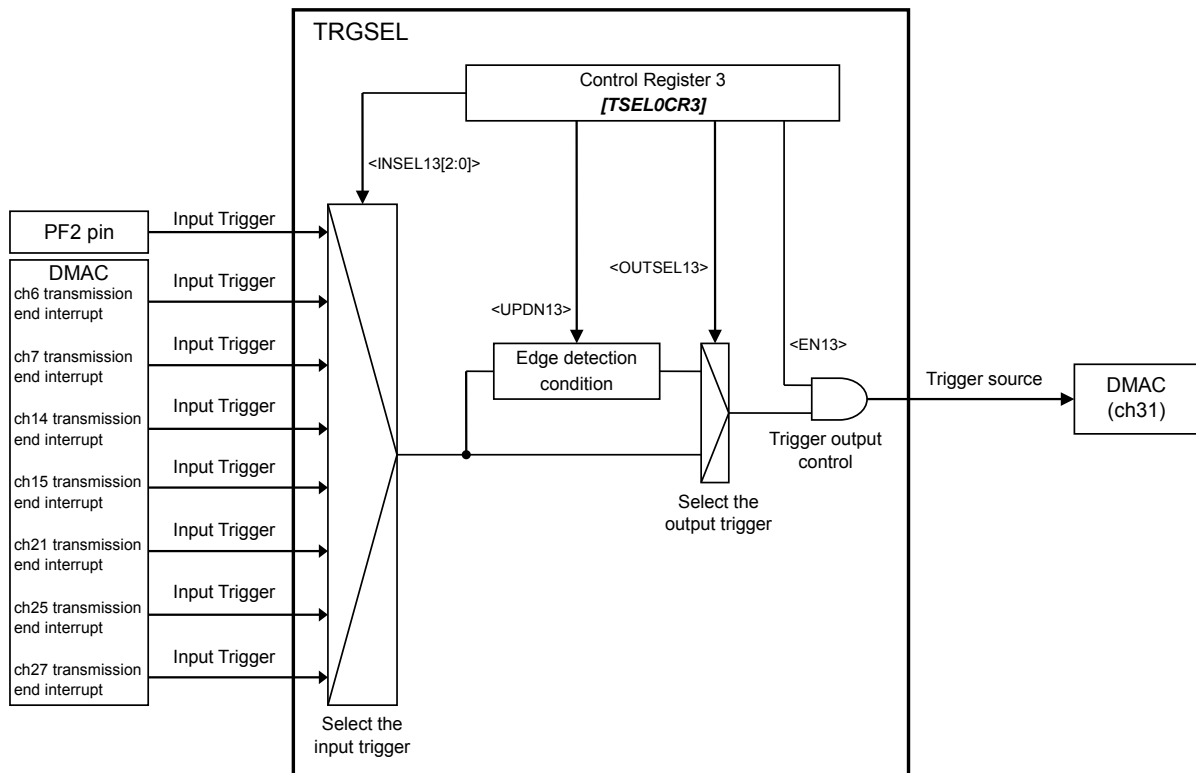 TRGSEL
Control Register 3
[TSEL0CR3]
<INSEL13[2:0]>
<UPDN13>
<OUTSEL13>
<EN13>
PF2 pin
Input Trigger
DMAC
ch6 transmission
end interrupt
Input Trigger
ch7 transmission
end interrupt
Input Trigger
ch14 transmission
end interrupt
Input Trigger
ch15 transmission
end interrupt
Input Trigger
ch21 transmission
end interrupt
Input Trigger
ch25 transmission
end interrupt
Input Trigger
ch27 transmission
end interrupt
Input Trigger
Select the
input trigger
Edge detection
condition
Select the
output trigger
Trigger output
control
Trigger source
DMAC
(ch31)